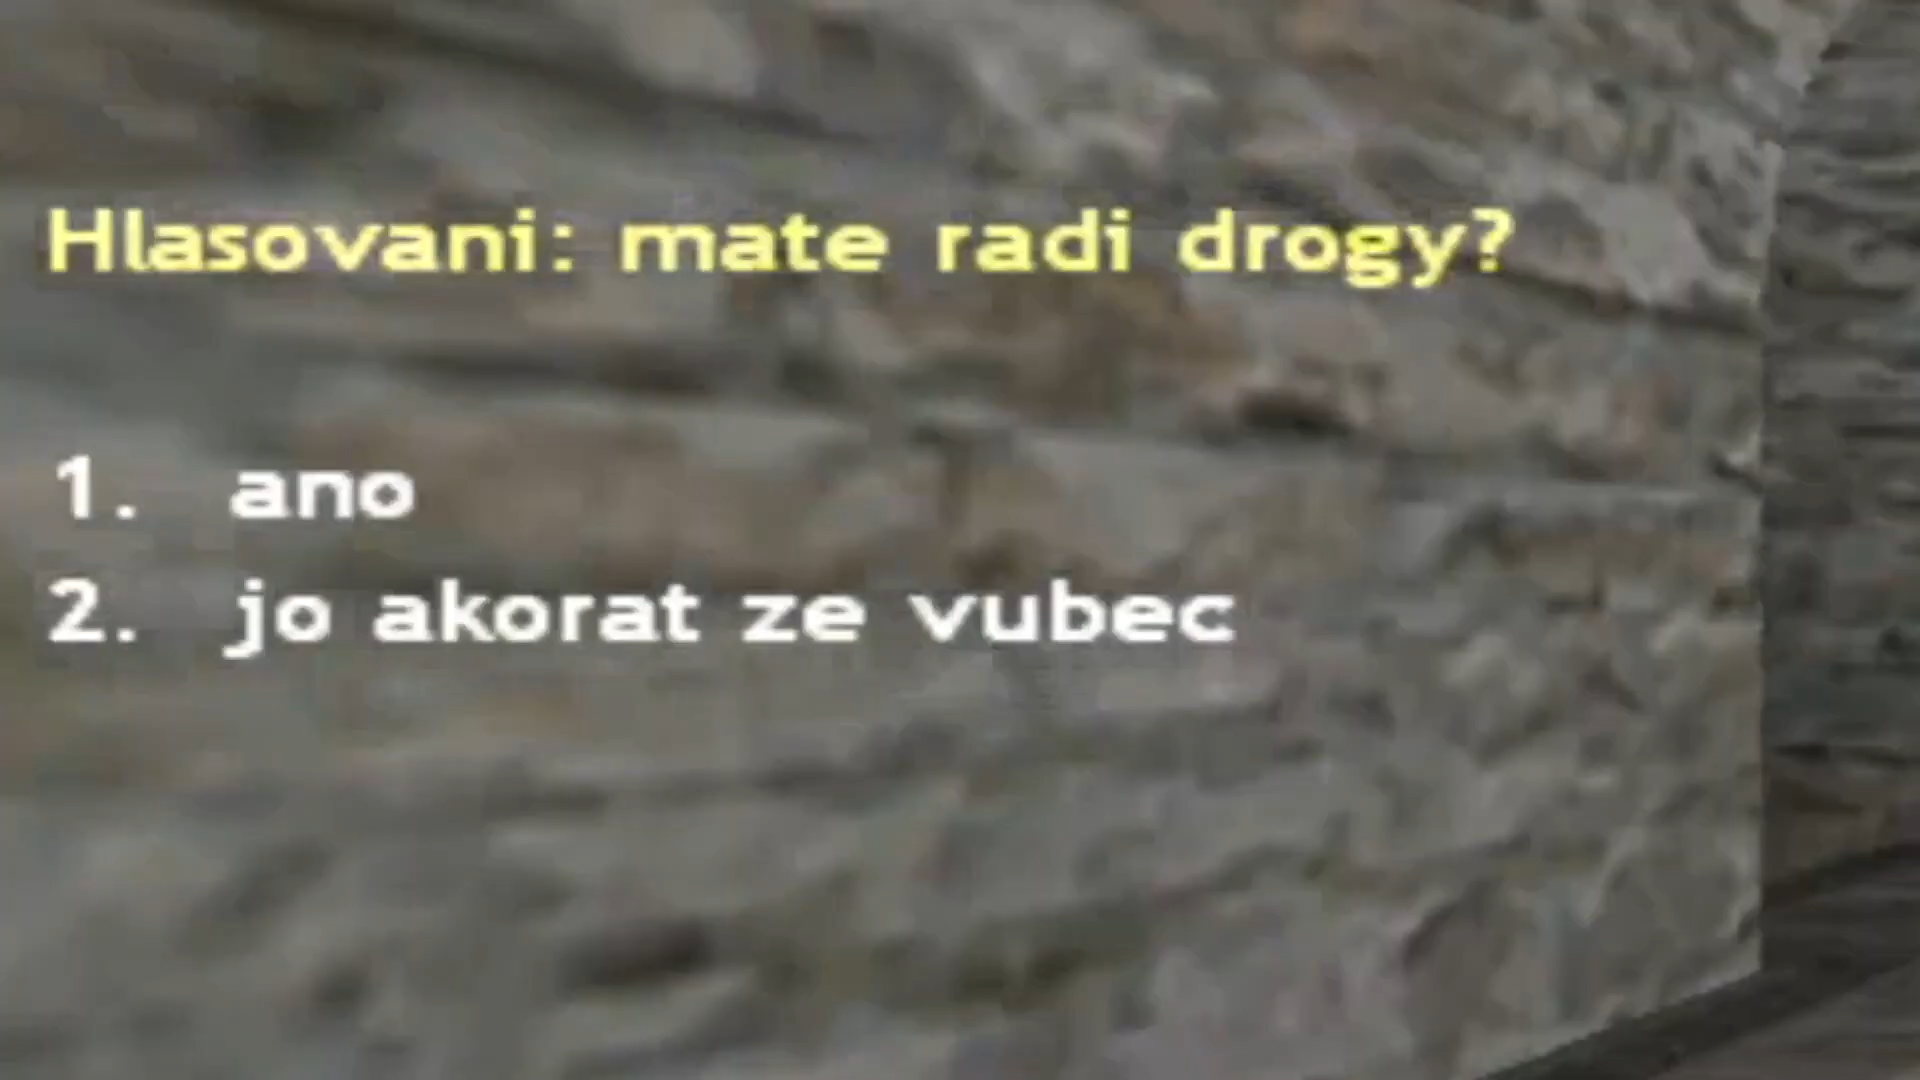 Hlasovani: mate radi drogy?
1. ano
2. jo akorat ze vubec